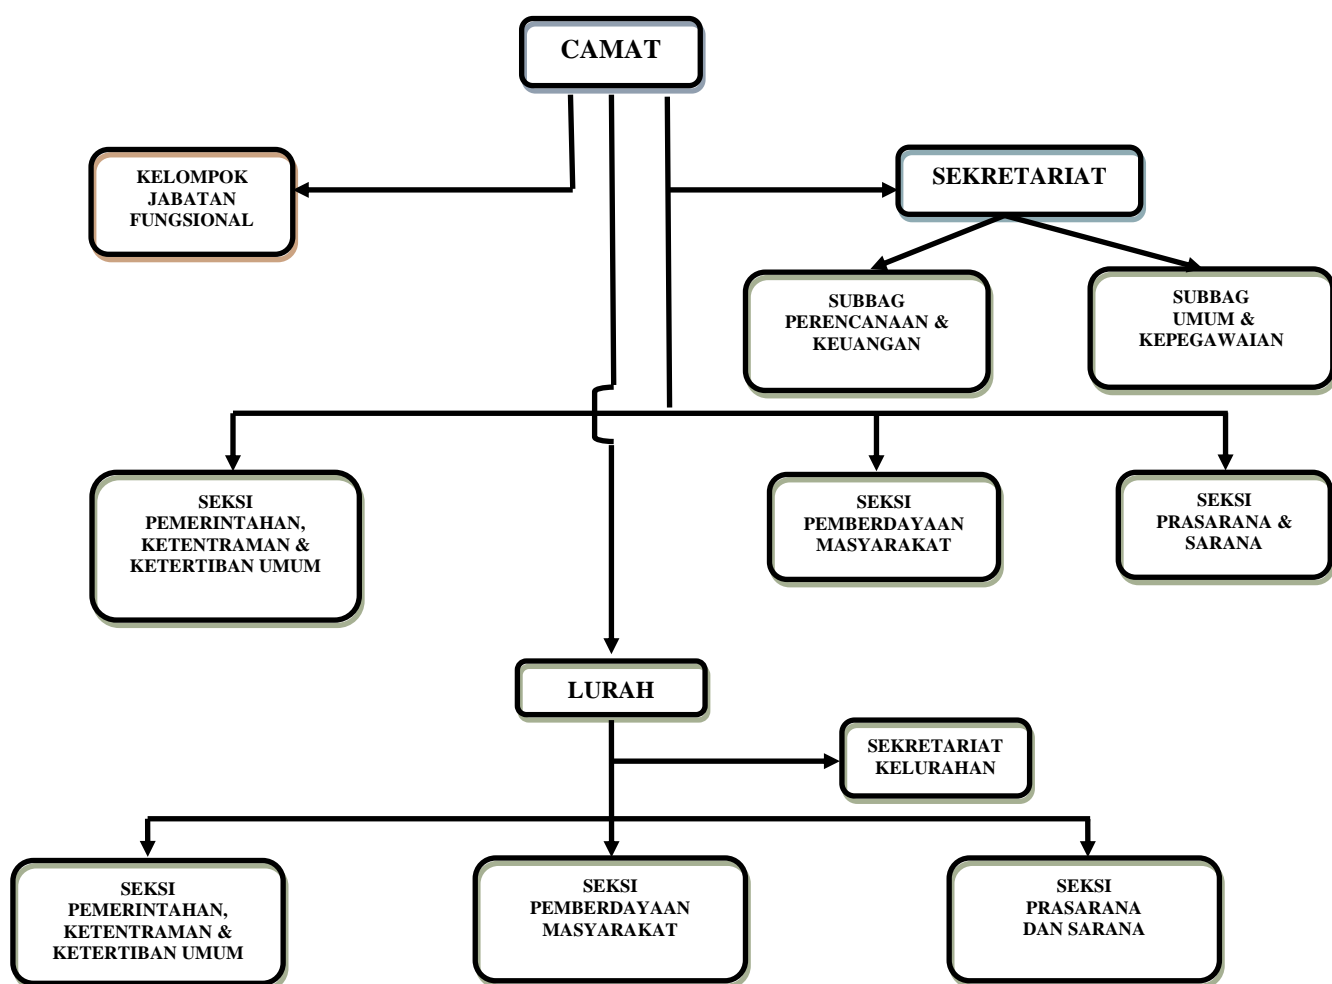 CAMAT
KELOMPOK
JABATAN
FUNGSIONAL
SEKRETARIAT
SUBBAG
PERENCANAAN &
KEUANGAN
SUBBAG
UMUM &
KEPEGAWAIAN
SEKSI
PEMERINTAHAN,
KETENTRAMAN &
KETERTIBAN UMUM
SEKSI
PEMBERDAYAAN
MASYARAKAT
SEKSI
PRASARANA &
SARANA
LURAH
SEKRETARIAT
KELURAHAN
SEKSI
PEMERINTAHAN,
KETENTRAMAN &
KETERTIBAN UMUM
SEKSI
PEMBERDAYAAN
MASYARAKAT
SEKSI
PRASARANA
DAN SARANA